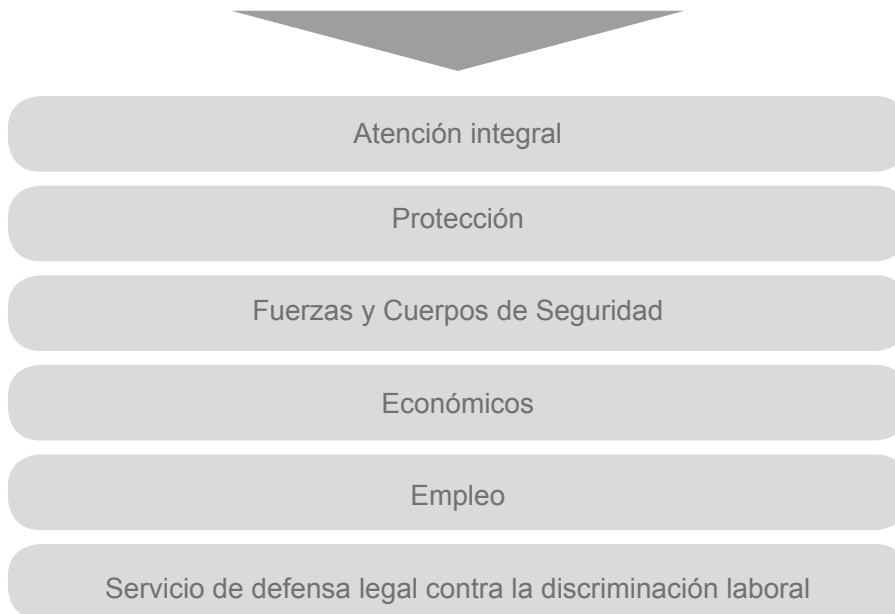 Atención integral
Protección
Fuerzas y Cuerpos de Seguridad
Económicos
Empleo
Servicio de defensa legal contra la discriminación laboral